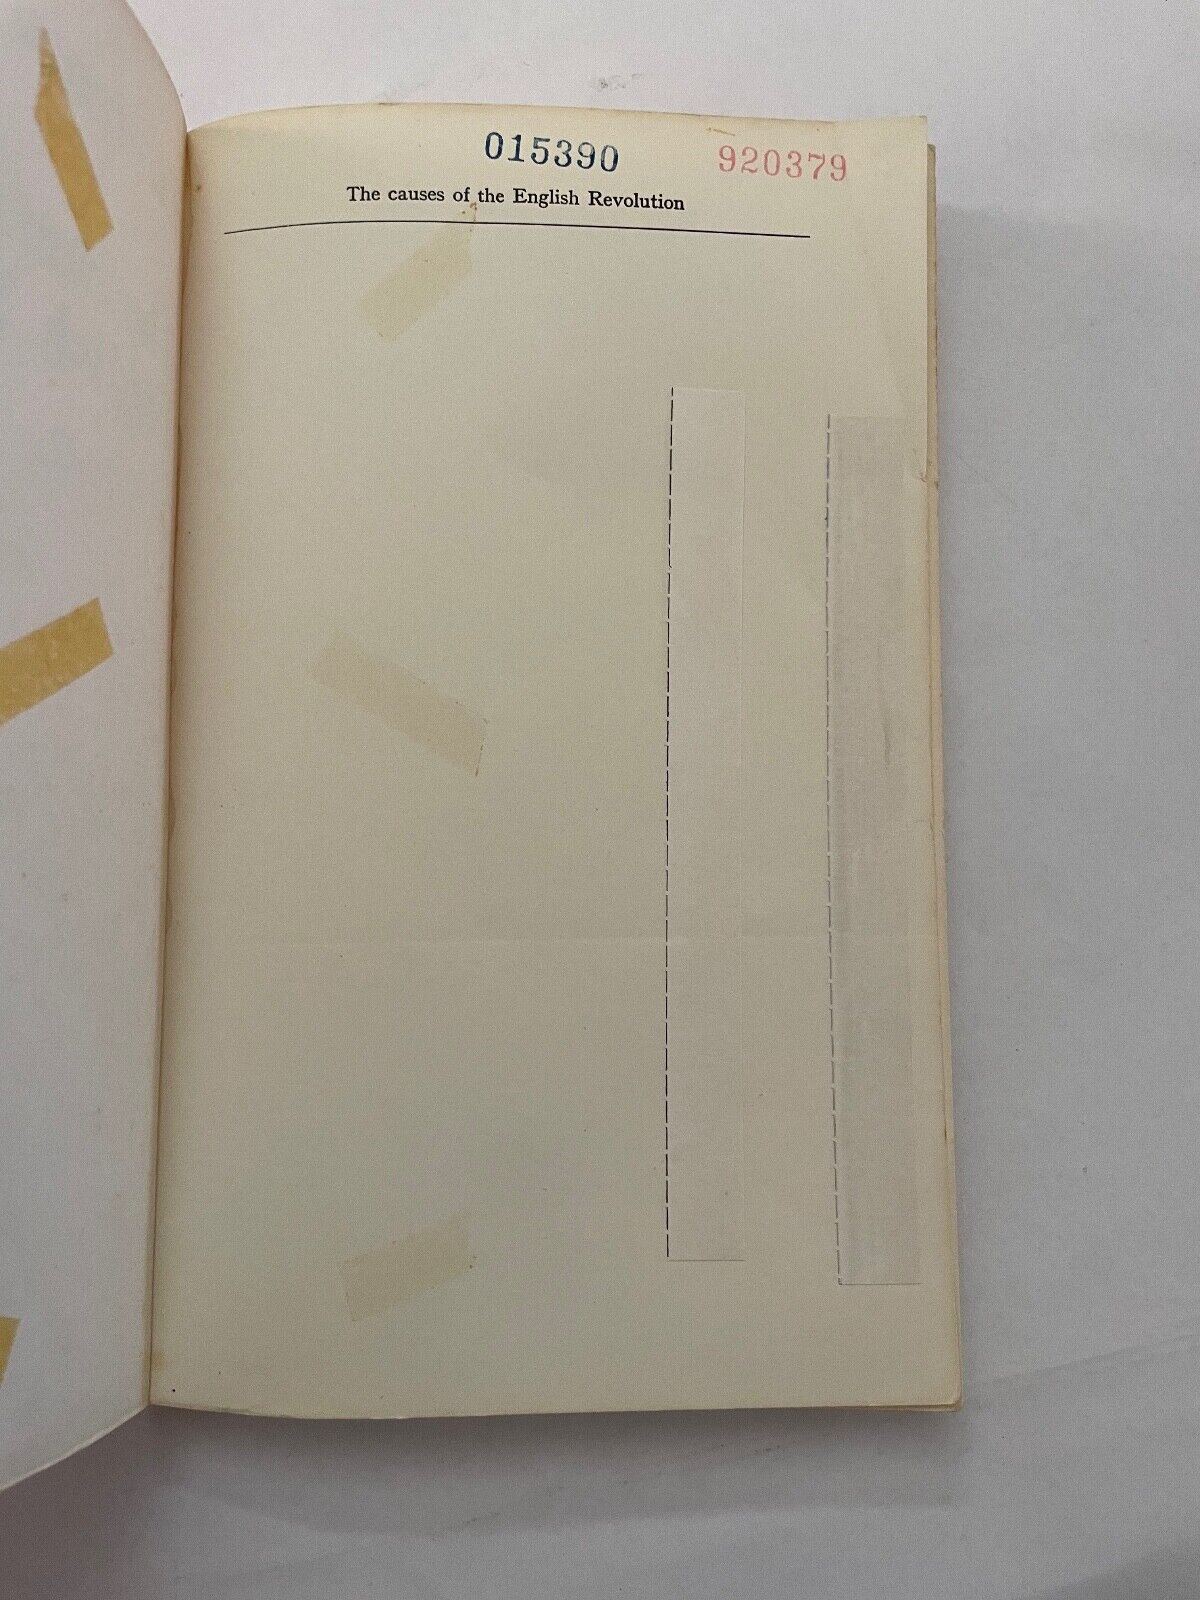 015390 920379
The causes of the English Revolution